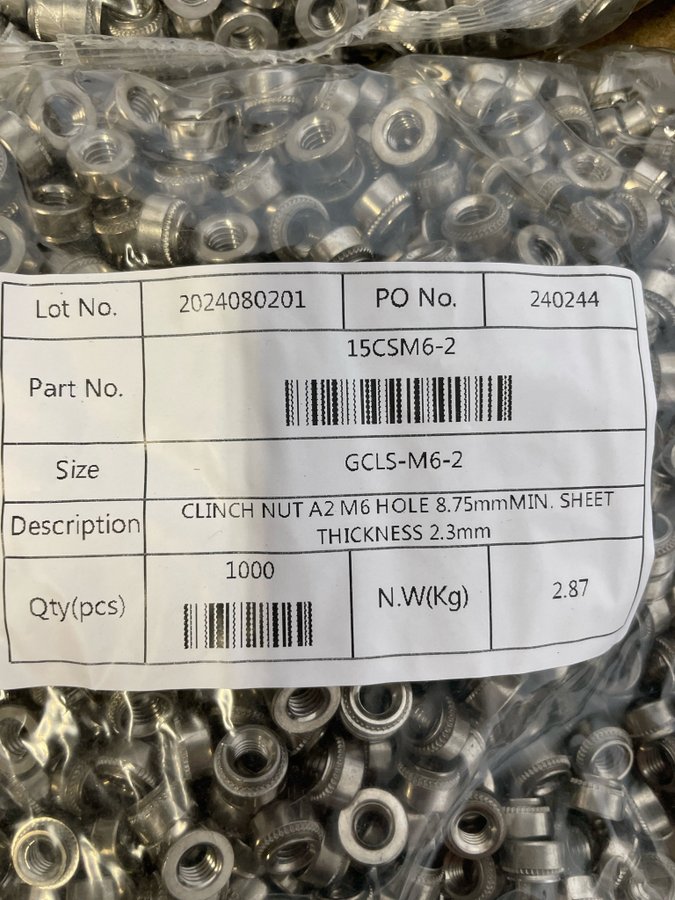 Lot No. 2024080201 PO No. 240244
Part No. 15CSM6-2
Size GCLS-M6-2
Description CLINCH NUT A2 M6 HOLE 8.75mmMIN. SHEET
THICKNESS 2.3mm
Qty(pcs) 1000 N.W(Kg) 2.87